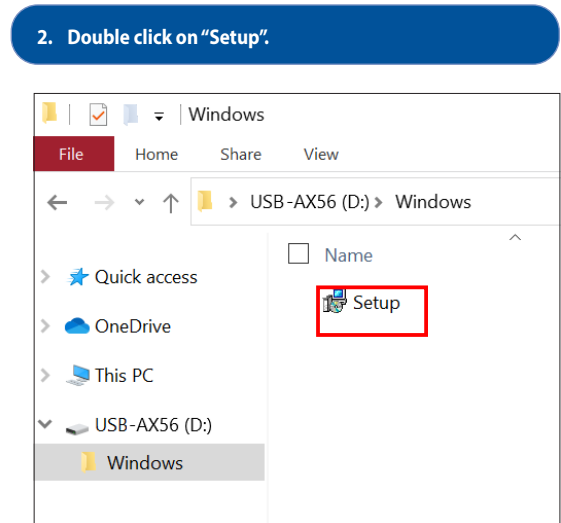 2. Double click on “Setup”.
Windows
File Home Share View
USB-AX56 (D:) Windows
Name
Quick access
Setup
OneDrive
This PC
USB-AX56 (D:)
Windows